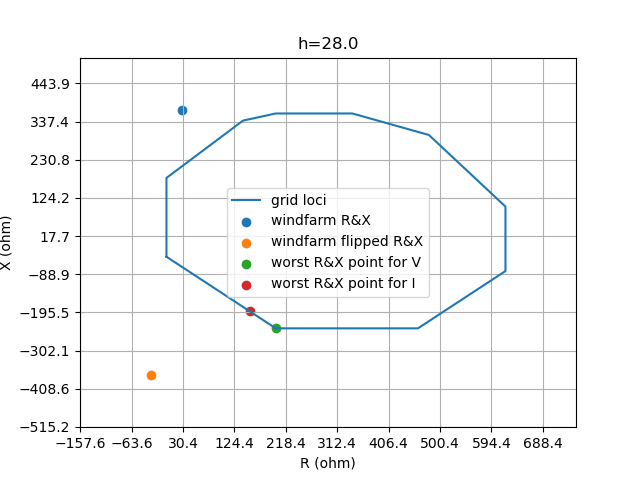 h=28.0
443.9
337.4
230.8
124.2
17.7
−88.9
−195.5
−302.1
−408.6
−515.2
X (ohm)
grid loci
windfarm R&X
windfarm flipped R&X
worst R&X point for V
worst R&X point for I
−157.6 −63.6 30.4 124.4 218.4 312.4 406.4 500.4 594.4 688.4
R (ohm)